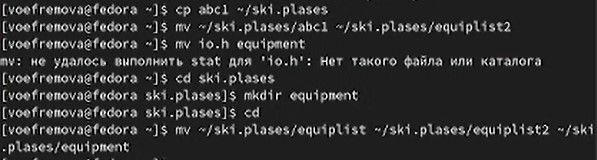 [voefremova@fedora ~]$ cp abc1 ~/ski.plases
[voefremova@fedora ~]$ mv ~/ski.plases/abc1 ~/ski.plases/equiplist2
[voefremova@fedora ~]$ mv io.h equipment
mv: не удалось выполнить stat для 'io.h': Нет такого файла или каталога
[voefremova@fedora ~]$ cd ski.plases
[voefremova@fedora ski.plases]$ mkdir equipment
[voefremova@fedora ski.plases]$ cd
[voefremova@fedora ~]$ mv ~/ski.plases/equiplist ~/ski.plases/equiplist2 ~/ski
.plases/equipment